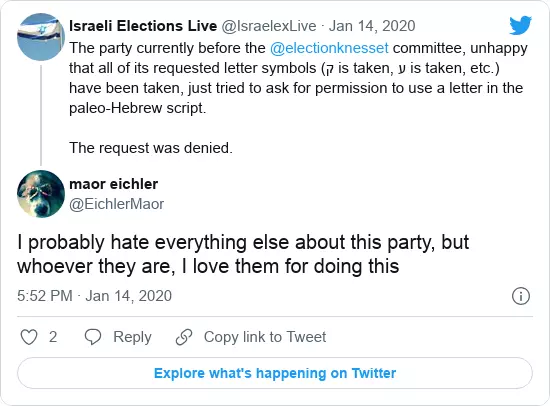 Israeli Elections Live @IsraelexLive · Jan 14, 2020
The party currently before the @electionknesset committee, unhappy
that all of its requested letter symbols (ק is taken, ע is taken, etc.)
have been taken, just tried to ask for permission to use a letter in the
paleo-Hebrew script.
The request was denied.
maor eichler
@EichlerMaor
I probably hate everything else about this party, but
whoever they are, I love them for doing this
5:52 PM · Jan 14, 2020
2 Reply Copy link to Tweet
Explore what's happening on Twitter